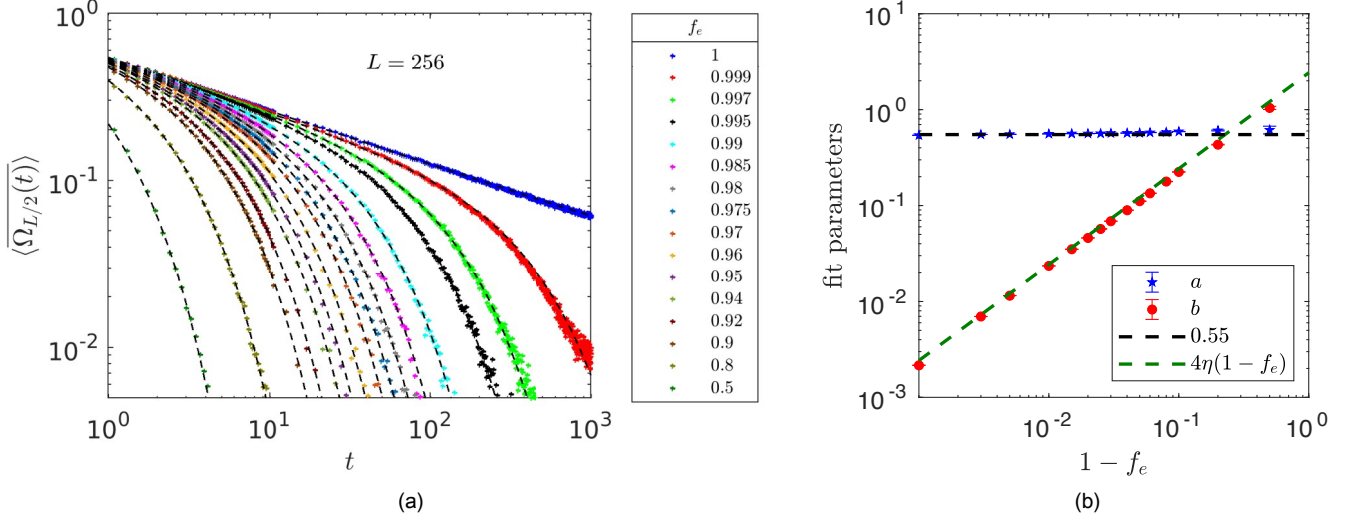 10^0
10^{-1}
10^{-2}
10^0
10^1
10^2
10^3
⟨\overline{Ω_{L/2}(t)}⟩
t
L = 256
f_e
1
0.999
0.997
0.995
0.99
0.985
0.98
0.975
0.97
0.96
0.95
0.94
0.92
0.9
0.8
0.5
(a)
10^1
10^0
10^{-1}
10^{-2}
10^{-3}
10^{-2}
10^{-1}
10^0
fit parameters
1 − f_e
a
b
0.55
4η(1 − f_e)
(b)